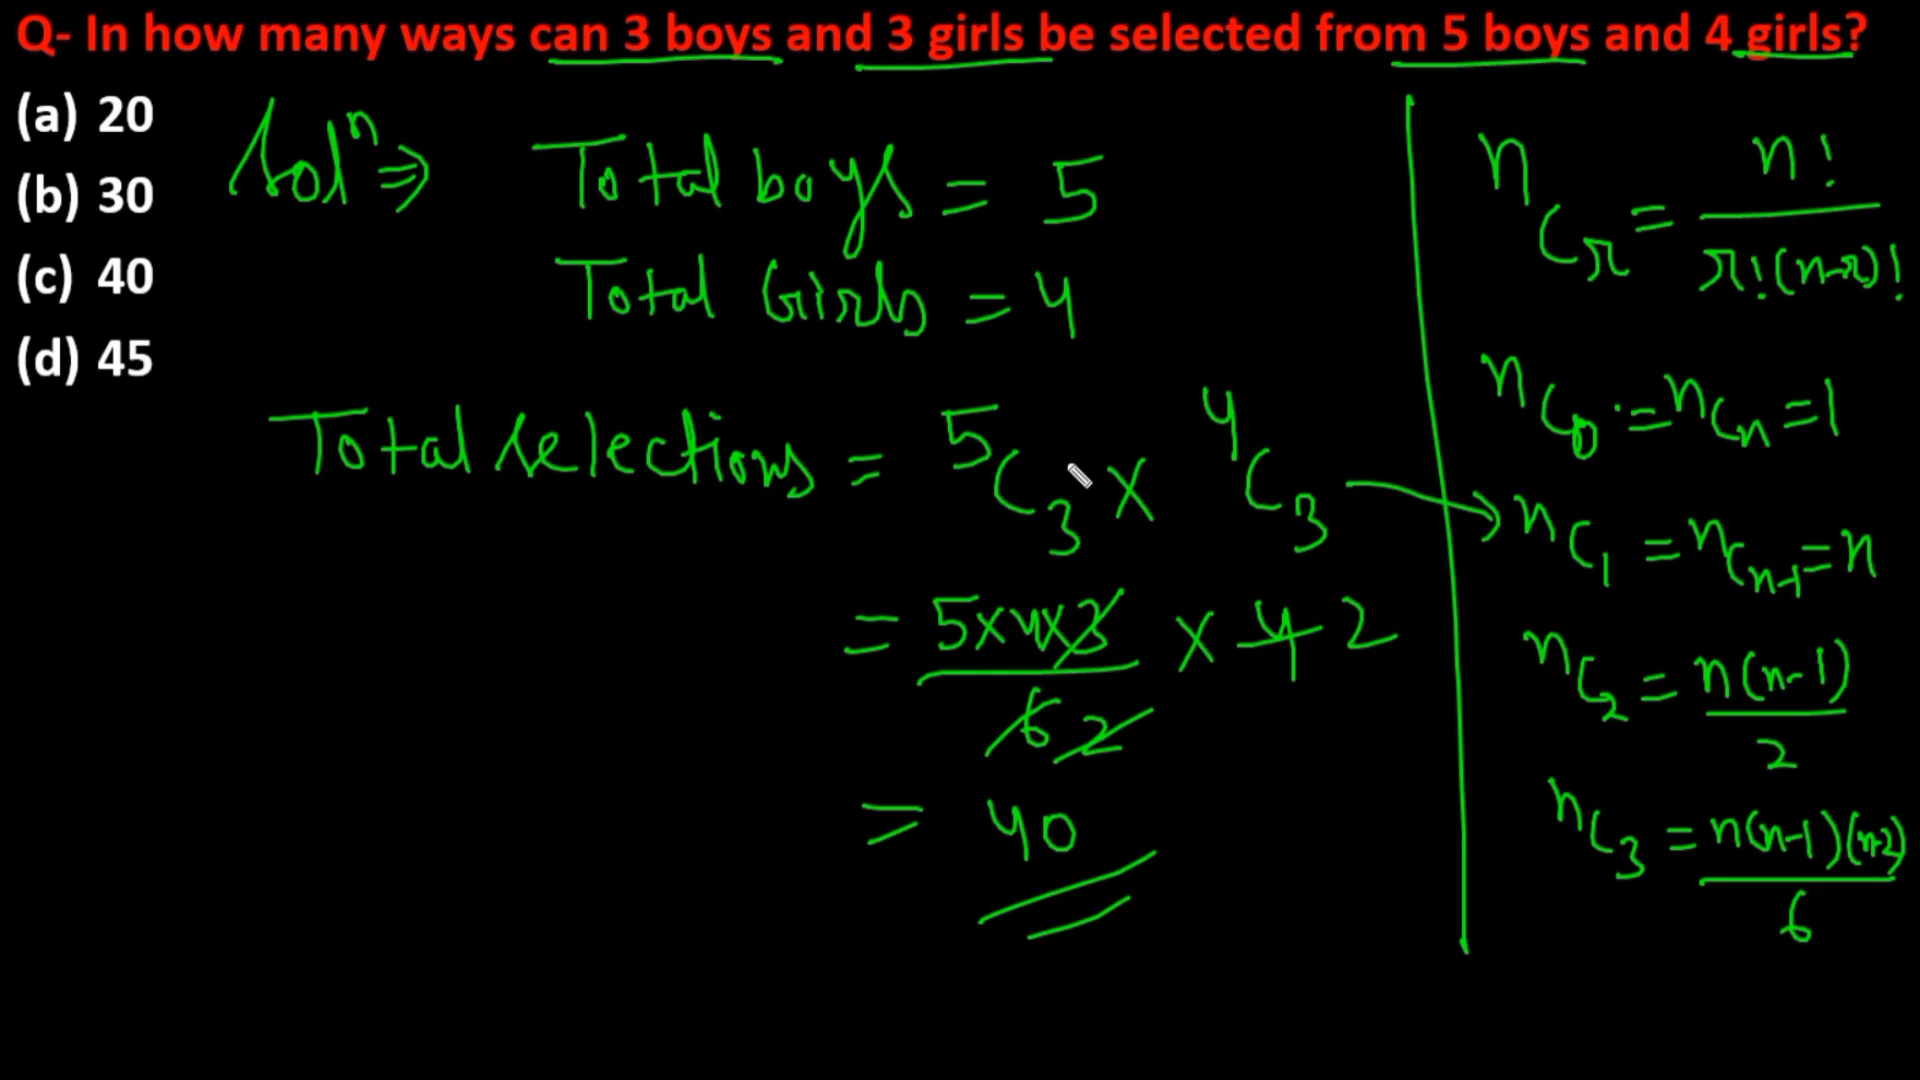 Q- In how many ways can 3 boys and 3 girls be selected from 5 boys and 4 girls?
(a) 20
(b) 30
(c) 40
(d) 45
Solⁿ ⇒ Total boys = 5
Total Girls = 4
Total selections = ⁵C₃ × ⁴C₃ →
= 5×4×3/6 2 × 4 2
= 40
ⁿCᵣ = n!/r!(n-r)!
ⁿC₀ = ⁿCₙ = 1
ⁿC₁ = ⁿCₙ₋₁ = n
ⁿC₂ = n(n-1)/2
ⁿC₃ = n(n-1)(n-2)/6